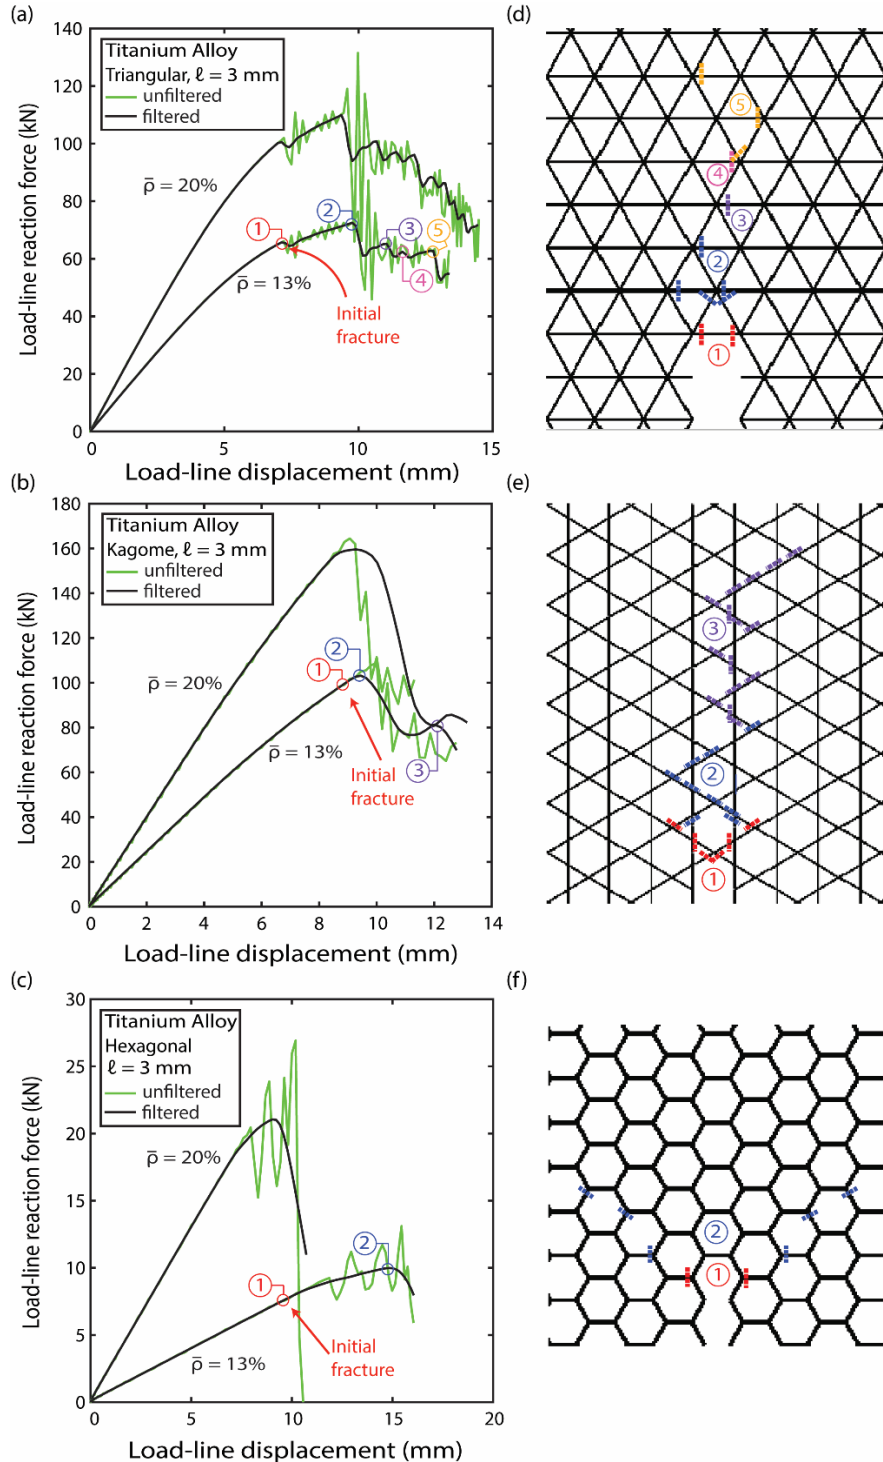 (a)
140
120
100
80
60
40
20
0
Load-line reaction force (kN)
Titanium Alloy
Triangular, ℓ = 3 mm
unfiltered
filtered
ρ̅ = 20%
ρ̅ = 13%
1
2
3
4
5
Initial
fracture
0
5
10
15
Load-line displacement (mm)
(d)
5
4
3
2
1
(b)
180
160
140
120
100
80
60
40
20
0
Load-line reaction force (kN)
Titanium Alloy
Kagome, ℓ = 3 mm
unfiltered
filtered
ρ̅ = 20%
ρ̅ = 13%
1
2
3
Initial
fracture
0
2
4
6
8
10
12
14
Load-line displacement (mm)
(e)
3
2
1
(c)
30
25
20
15
10
5
0
Load-line reaction force (kN)
Titanium Alloy
Hexagonal
ℓ = 3 mm
unfiltered
filtered
ρ̅ = 20%
ρ̅ = 13%
1
2
Initial
fracture
0
5
10
15
20
Load-line displacement (mm)
(f)
2
1